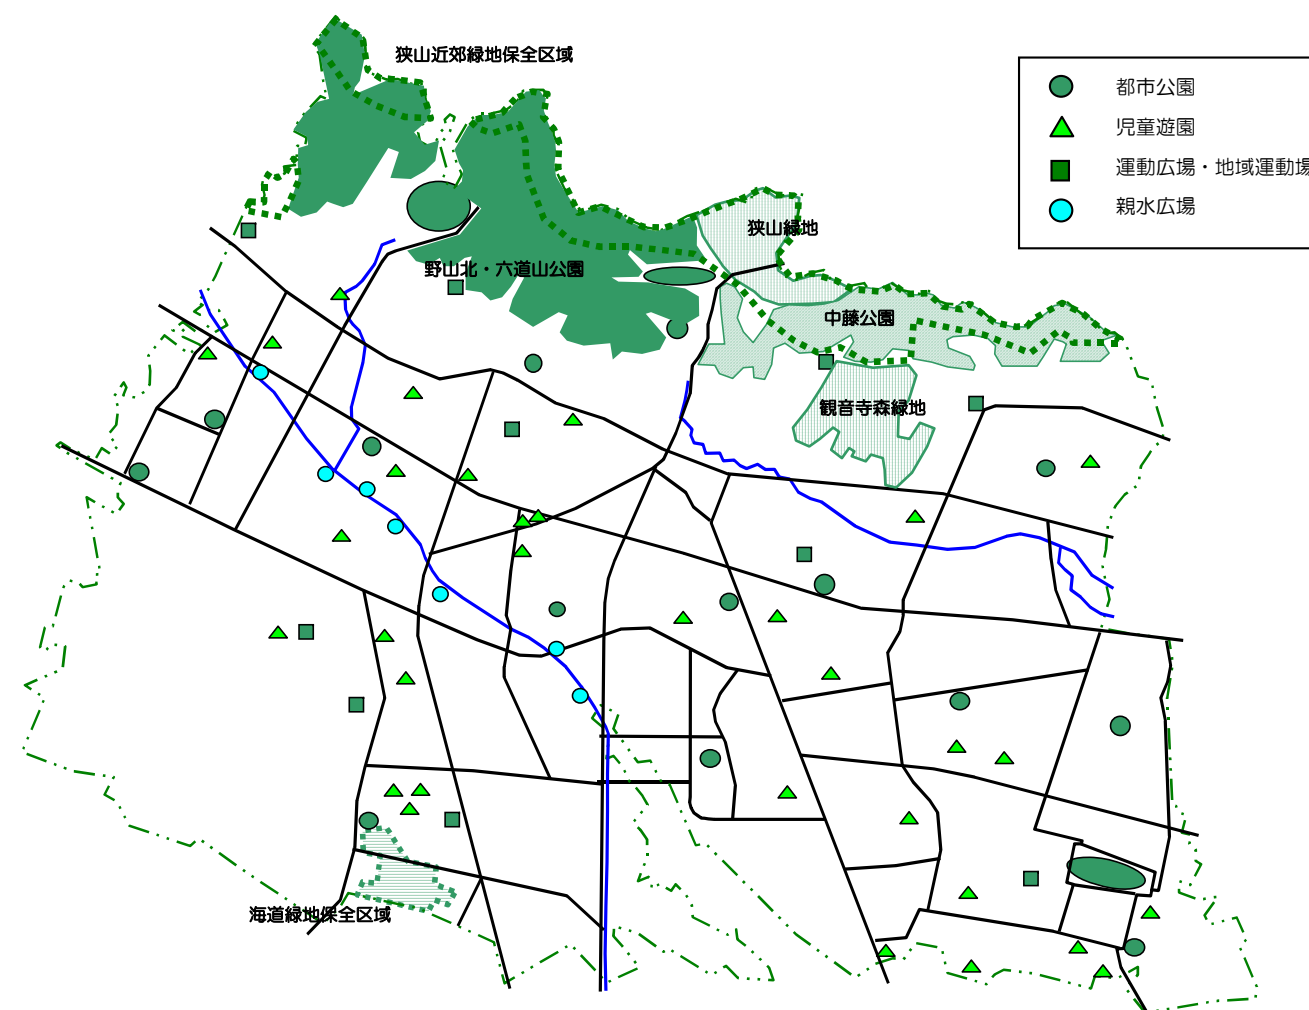 狭山近郊緑地保全区域
都市公園
児童遊園
運動広場・地域運動場
親水広場
狭山緑地
野山北・六道山公園
中藤公園
観音寺森緑地
海道緑地保全区域